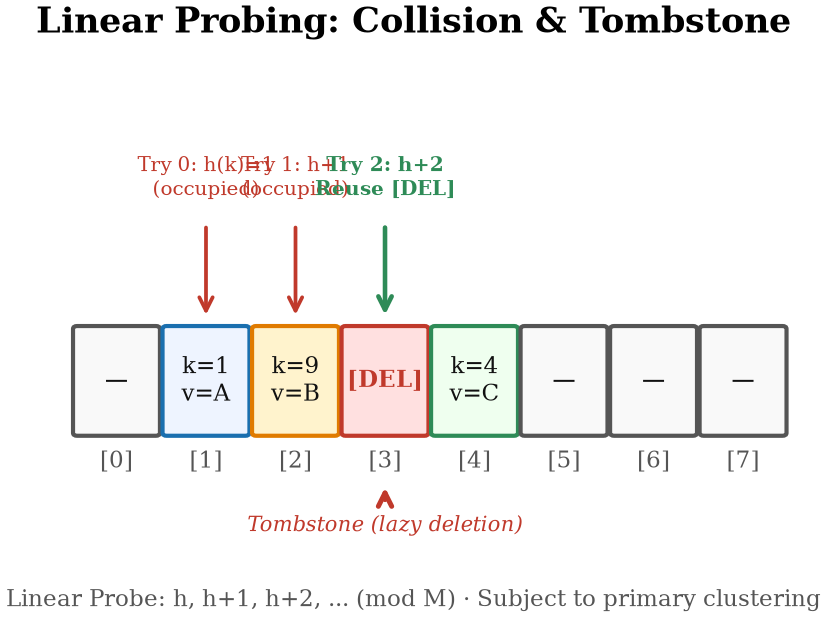 Linear Probing: Collision & Tombstone
Try 0: h(k)=1
(occupied)
Try 1: h+1
(occupied)
Try 2: h+2
Reuse [DEL]
—
k=1
v=A
k=9
v=B
[DEL]
k=4
v=C
—
—
—
[0]
[1]
[2]
[3]
[4]
[5]
[6]
[7]
Tombstone (lazy deletion)
Linear Probe: h, h+1, h+2, ... (mod M) · Subject to primary clustering